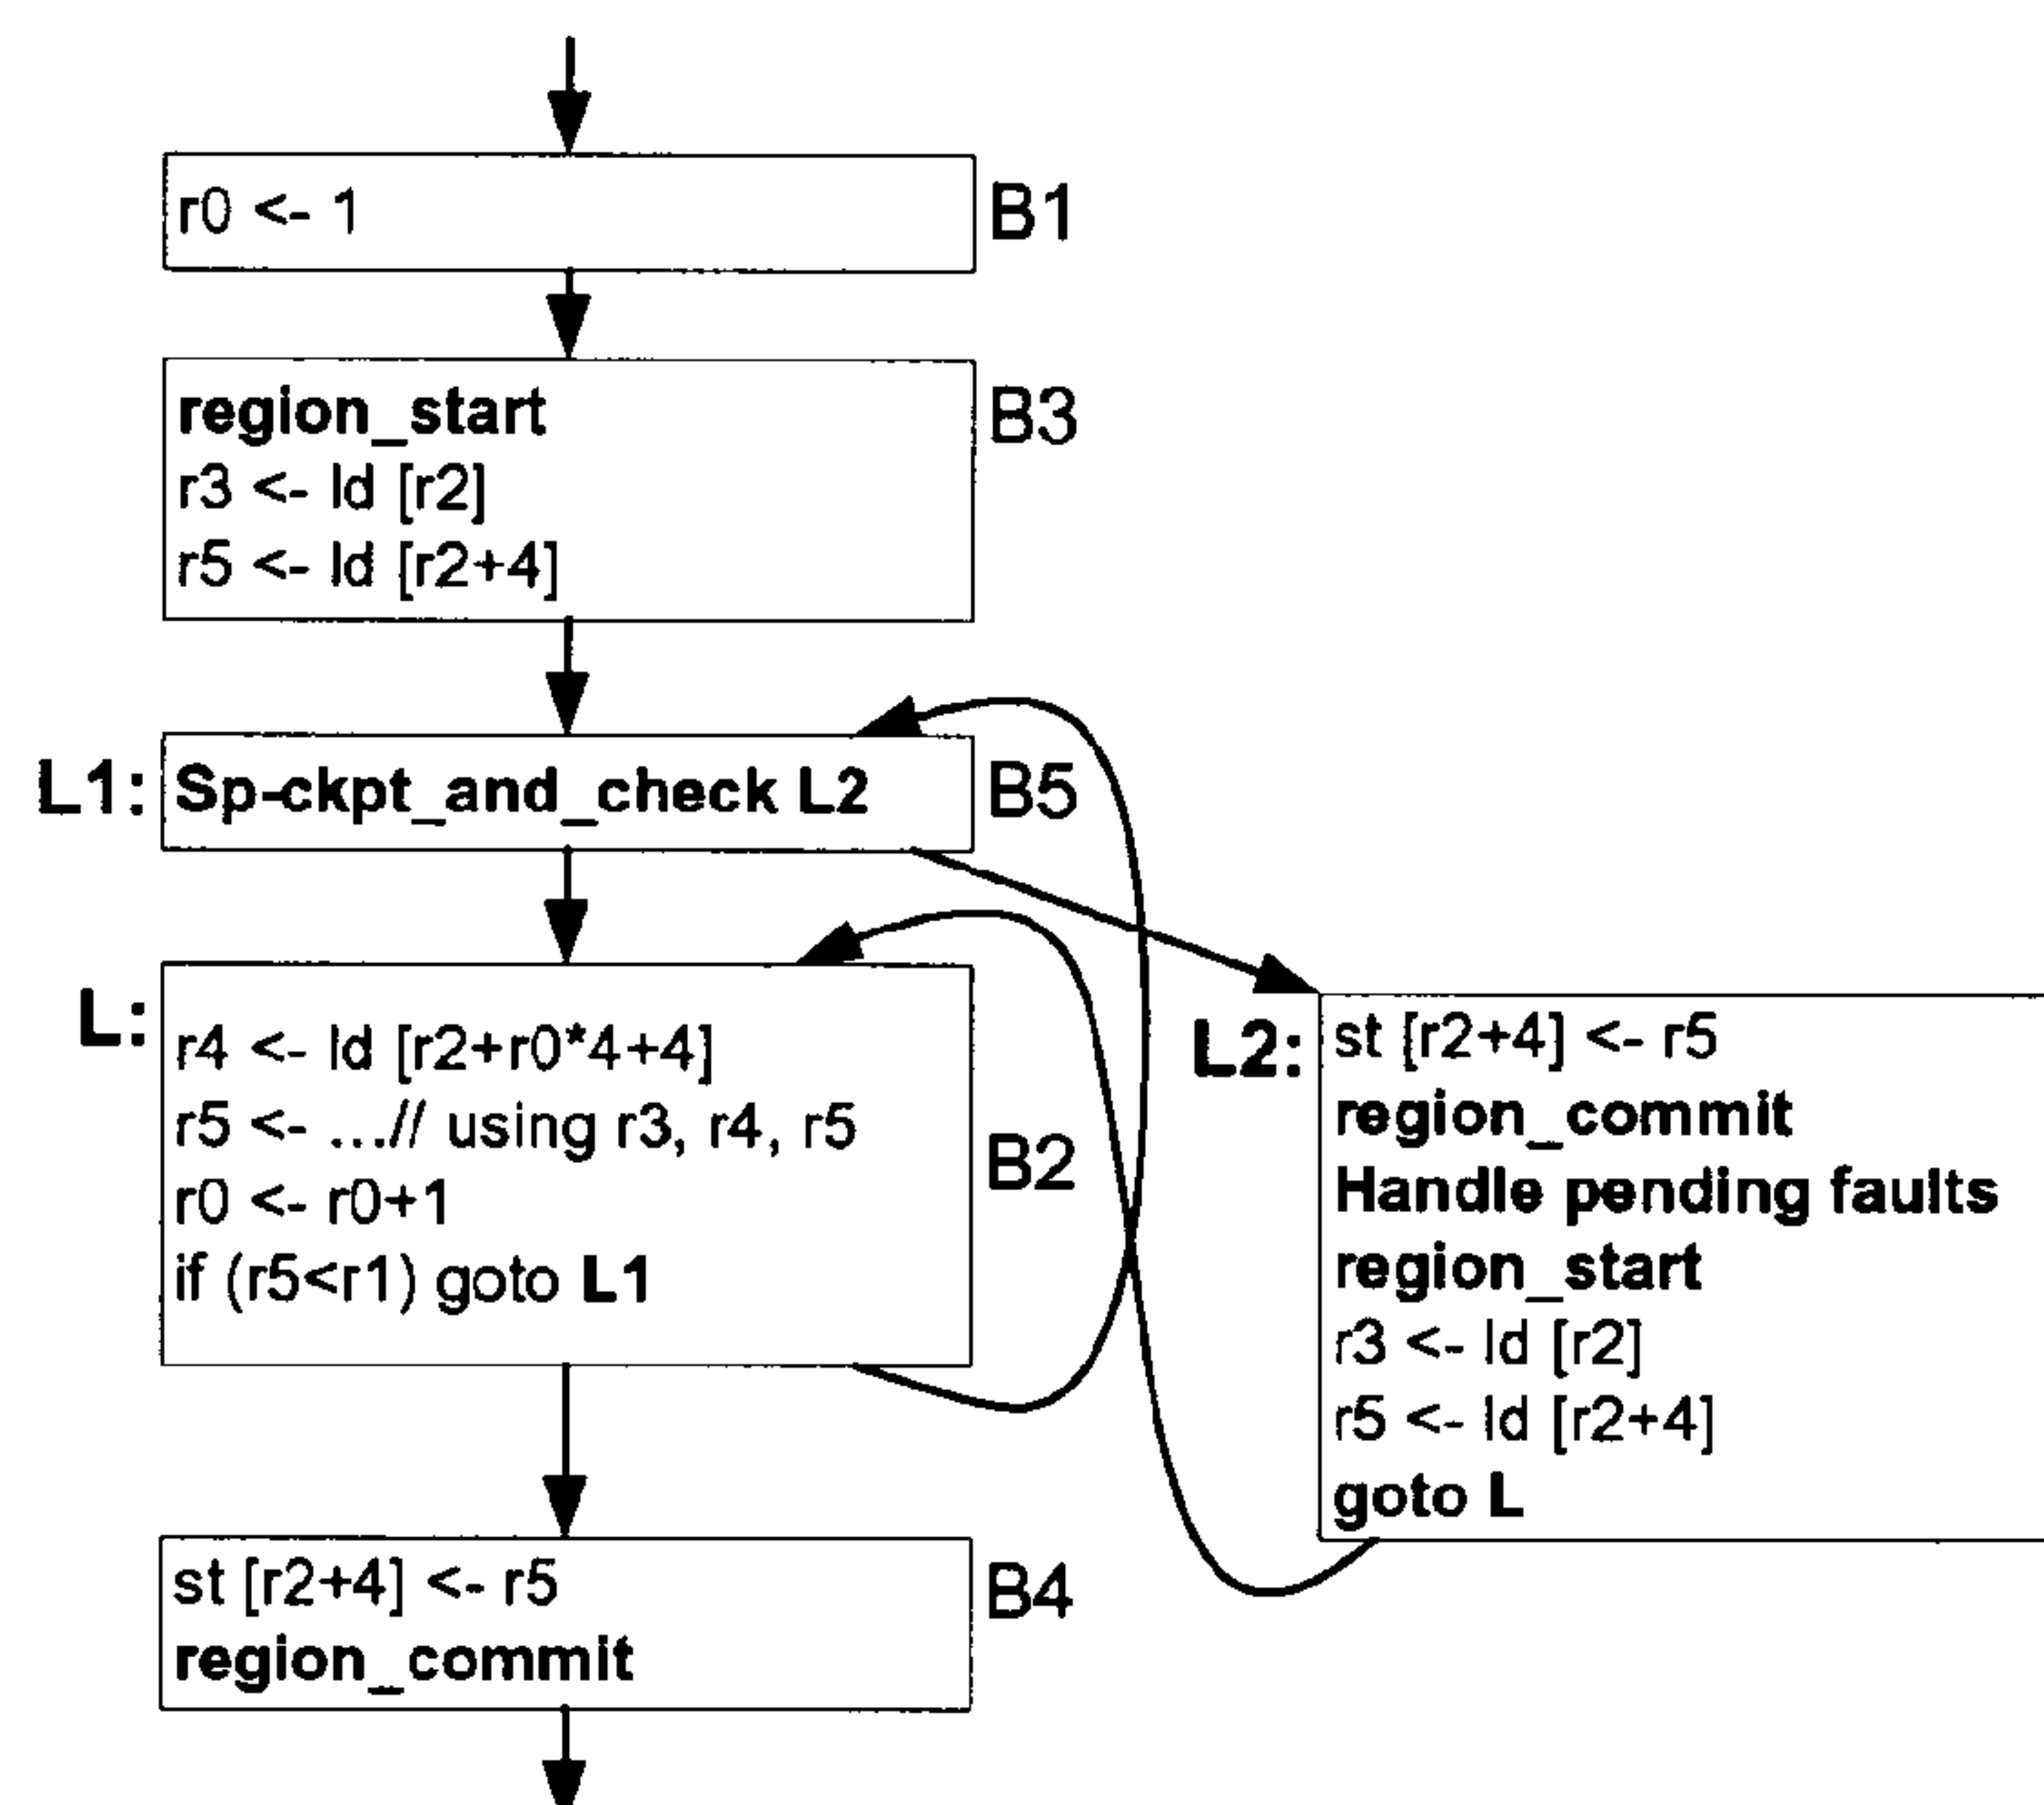 r0 <- 1
B1
region_start
r3 <- ld [r2]
r5 <- ld [r2+4]
B3
L1:
Sp-ckpt_and_check L2
B5
L:
r4 <- ld [r2+r0*4+4]
r5 <- ...// using r3, r4, r5
r0 <- r0+1
if (r5<r1) goto L1
B2
L2:
st [r2+4] <- r5
region_commit
Handle pending faults
region_start
r3 <- ld [r2]
r5 <- ld [r2+4]
goto L
st [r2+4] <- r5
region_commit
B4